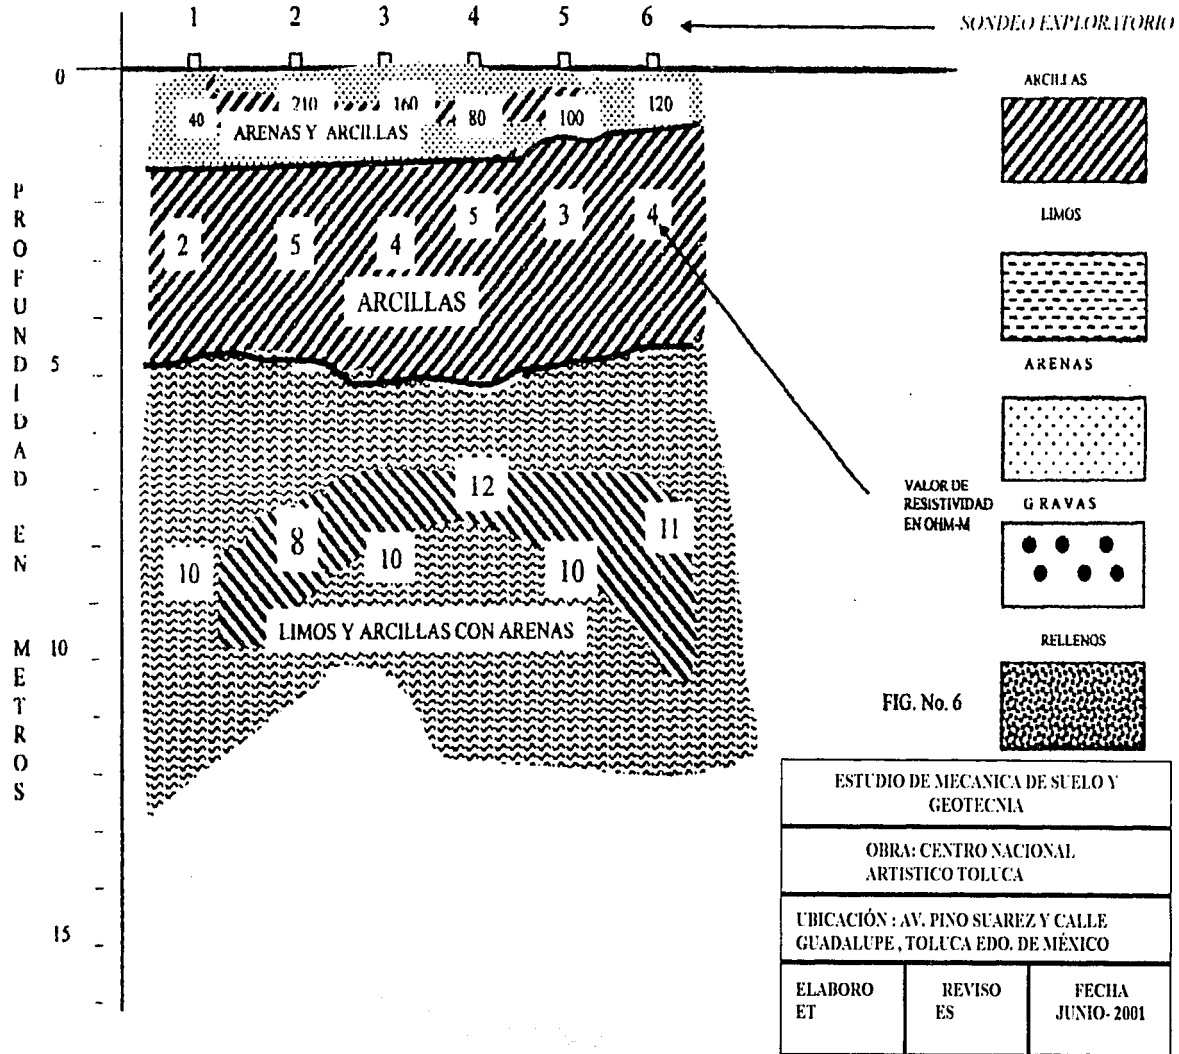 1 2 3 4 5 6
SONDEO EXPLORATORIO
0
40 210 160 80 100 120
ARENAS Y ARCILLAS
2 5 4 5 3 4
ARCILLAS
5
12
8
11
10 10 10
LIMOS Y ARCILLAS CON ARENAS
10
15
PROFUNDIDAD EN METROS
ARCILLAS
LIMOS
ARENAS
VALOR DE
RESISTIVIDAD
EN OHM-M
GRAVAS
RELLENOS
FIG. No. 6
ESTUDIO DE MECANICA DE SUELO Y
GEOTECNIA
OBRA: CENTRO NACIONAL
ARTISTICO TOLUCA
UBICACIÓN : AV. PINO SUAREZ Y CALLE
GUADALUPE , TOLUCA EDO. DE MÉXICO
ELABORO
ET
REVISO
ES
FECHA
JUNIO- 2001